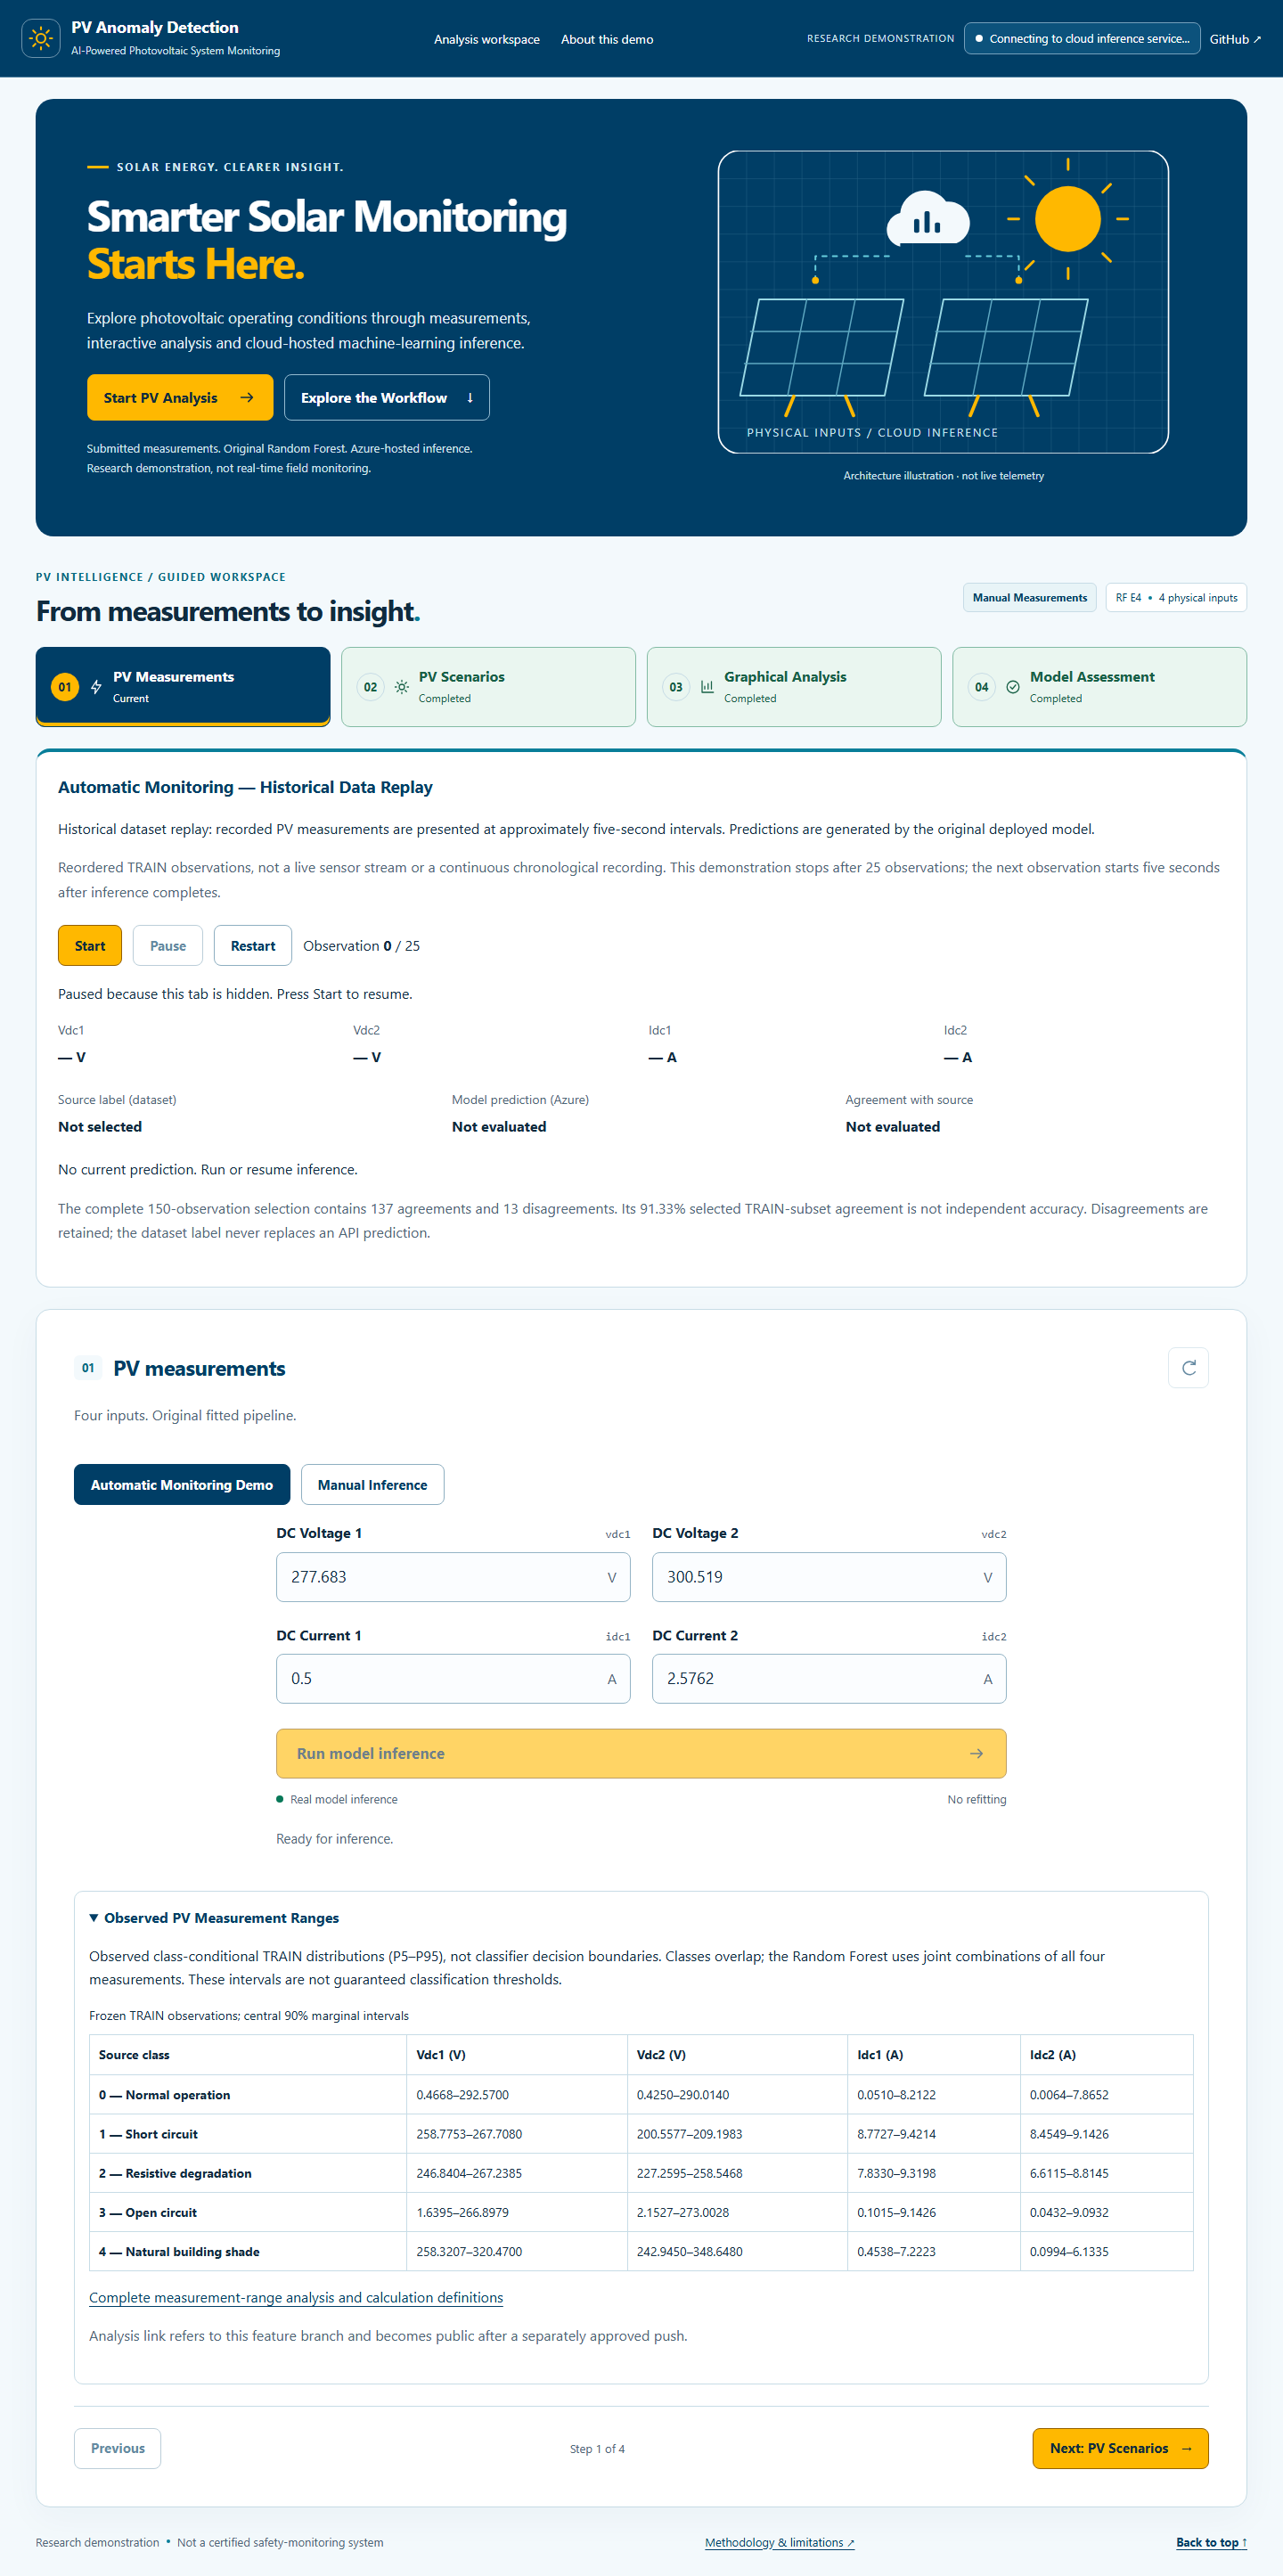 PV Anomaly Detection
AI-Powered Photovoltaic System Monitoring
Analysis workspace
About this demo
RESEARCH DEMONSTRATION
Connecting to cloud inference service...
GitHub ↗
SOLAR ENERGY. CLEARER INSIGHT.
Smarter Solar Monitoring
Starts Here.
Explore photovoltaic operating conditions through measurements,
interactive analysis and cloud-hosted machine-learning inference.
Start PV Analysis →
Explore the Workflow ↓
Submitted measurements. Original Random Forest. Azure-hosted inference.
Research demonstration, not real-time field monitoring.
PHYSICAL INPUTS / CLOUD INFERENCE
Architecture illustration · not live telemetry
PV INTELLIGENCE / GUIDED WORKSPACE
From measurements to insight.
Manual Measurements
RF E4 • 4 physical inputs
01 PV Measurements
Current
02 PV Scenarios
Completed
03 Graphical Analysis
Completed
04 Model Assessment
Completed
Automatic Monitoring — Historical Data Replay
Historical dataset replay: recorded PV measurements are presented at approximately five-second intervals. Predictions are generated by the original deployed model.
Reordered TRAIN observations, not a live sensor stream or a continuous chronological recording. This demonstration stops after 25 observations; the next observation starts five seconds
after inference completes.
Start Pause Restart Observation 0 / 25
Paused because this tab is hidden. Press Start to resume.
Vdc1 Vdc2 Idc1 Idc2
— V — V — A — A
Source label (dataset) Model prediction (Azure) Agreement with source
Not selected Not evaluated Not evaluated
No current prediction. Run or resume inference.
The complete 150-observation selection contains 137 agreements and 13 disagreements. Its 91.33% selected TRAIN-subset agreement is not independent accuracy. Disagreements are
retained; the dataset label never replaces an API prediction.
01 PV measurements
Four inputs. Original fitted pipeline.
Automatic Monitoring Demo Manual Inference
DC Voltage 1 vdc1 DC Voltage 2 vdc2
277.683 V 300.519 V
DC Current 1 idc1 DC Current 2 idc2
0.5 A 2.5762 A
Run model inference →
Real model inference No refitting
Ready for inference.
▼ Observed PV Measurement Ranges
Observed class-conditional TRAIN distributions (P5–P95), not classifier decision boundaries. Classes overlap; the Random Forest uses joint combinations of all four
measurements. These intervals are not guaranteed classification thresholds.
Frozen TRAIN observations; central 90% marginal intervals
Source class Vdc1 (V) Vdc2 (V) Idc1 (A) Idc2 (A)
0 — Normal operation 0.4668–292.5700 0.4250–290.0140 0.0510–8.2122 0.0064–7.8652
1 — Short circuit 258.7753–267.7080 200.5577–209.1983 8.7727–9.4214 8.4549–9.1426
2 — Resistive degradation 246.8404–267.2385 227.2595–258.5468 7.8330–9.3198 6.6115–8.8145
3 — Open circuit 1.6395–266.8979 2.1527–273.0028 0.1015–9.1426 0.0432–9.0932
4 — Natural building shade 258.3207–320.4700 242.9450–348.6480 0.4538–7.2223 0.0994–6.1335
Complete measurement-range analysis and calculation definitions
Analysis link refers to this feature branch and becomes public after a separately approved push.
Previous Step 1 of 4 Next: PV Scenarios →
Research demonstration • Not a certified safety-monitoring system
Methodology & limitations ↗
Back to top ↑